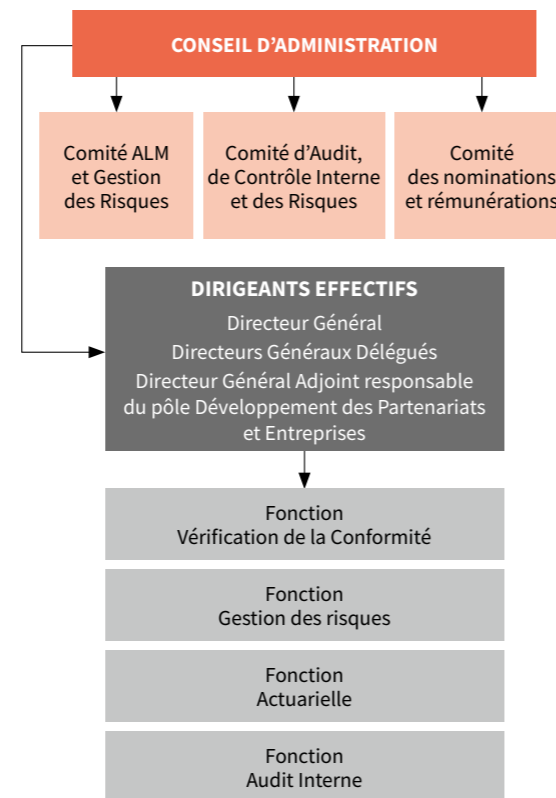 CONSEIL D’ADMINISTRATION
Comité ALM
et Gestion
des Risques
Comité d’Audit,
de Contrôle Interne
et des Risques
Comité
des nominations
et rémunérations
DIRIGEANTS EFFECTIFS
Directeur Général
Directeurs Généraux Délégués
Directeur Général Adjoint responsable
du pôle Développement des Partenariats
et Entreprises
Fonction
Vérification de la Conformité
Fonction
Gestion des risques
Fonction
Actuarielle
Fonction
Audit Interne